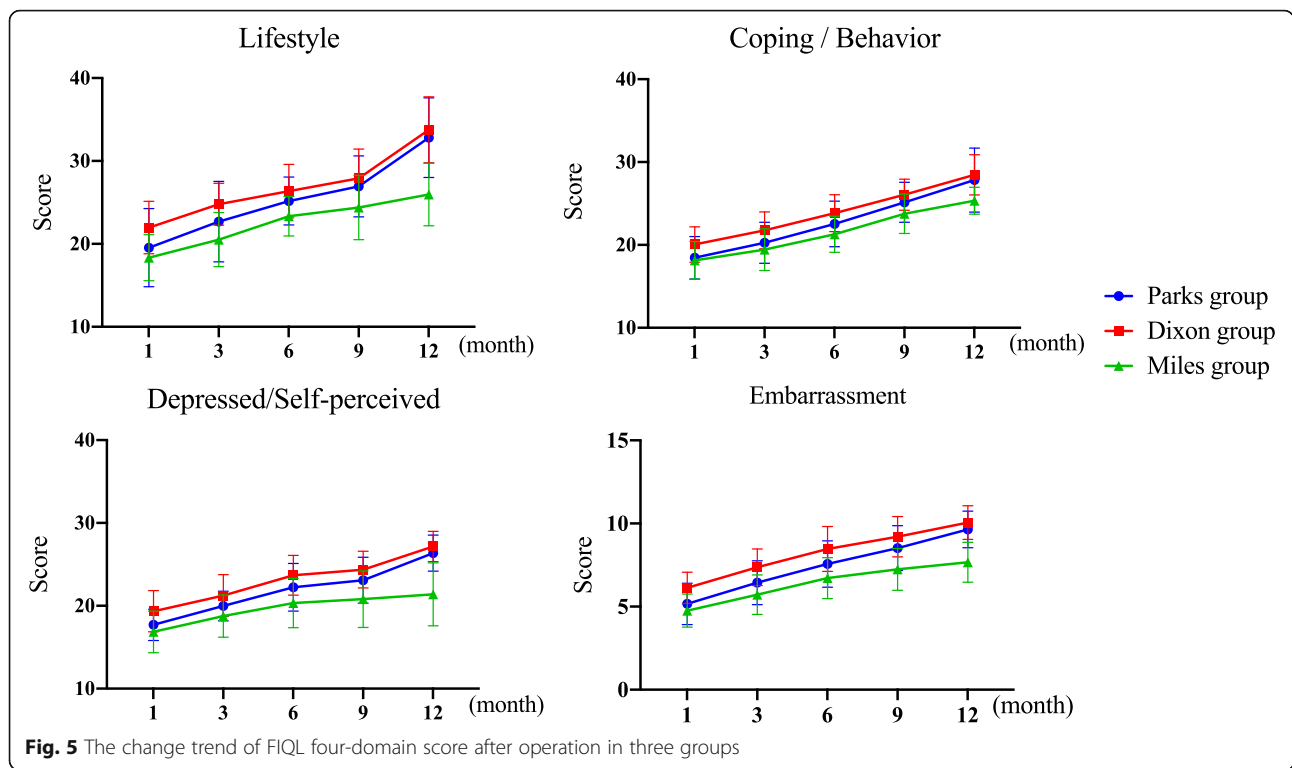 Lifestyle
Score
40
30
20
10
1 3 6 9 12 (month)
Coping / Behavior
Score
40
30
20
10
1 3 6 9 12 (month)
Parks group
Dixon group
Miles group
Depressed/Self-perceived
Score
40
30
20
10
1 3 6 9 12 (month)
Embarrassment
Score
15
10
5
0
1 3 6 9 12 (month)
Fig. 5 The change trend of FIQL four-domain score after operation in three groups